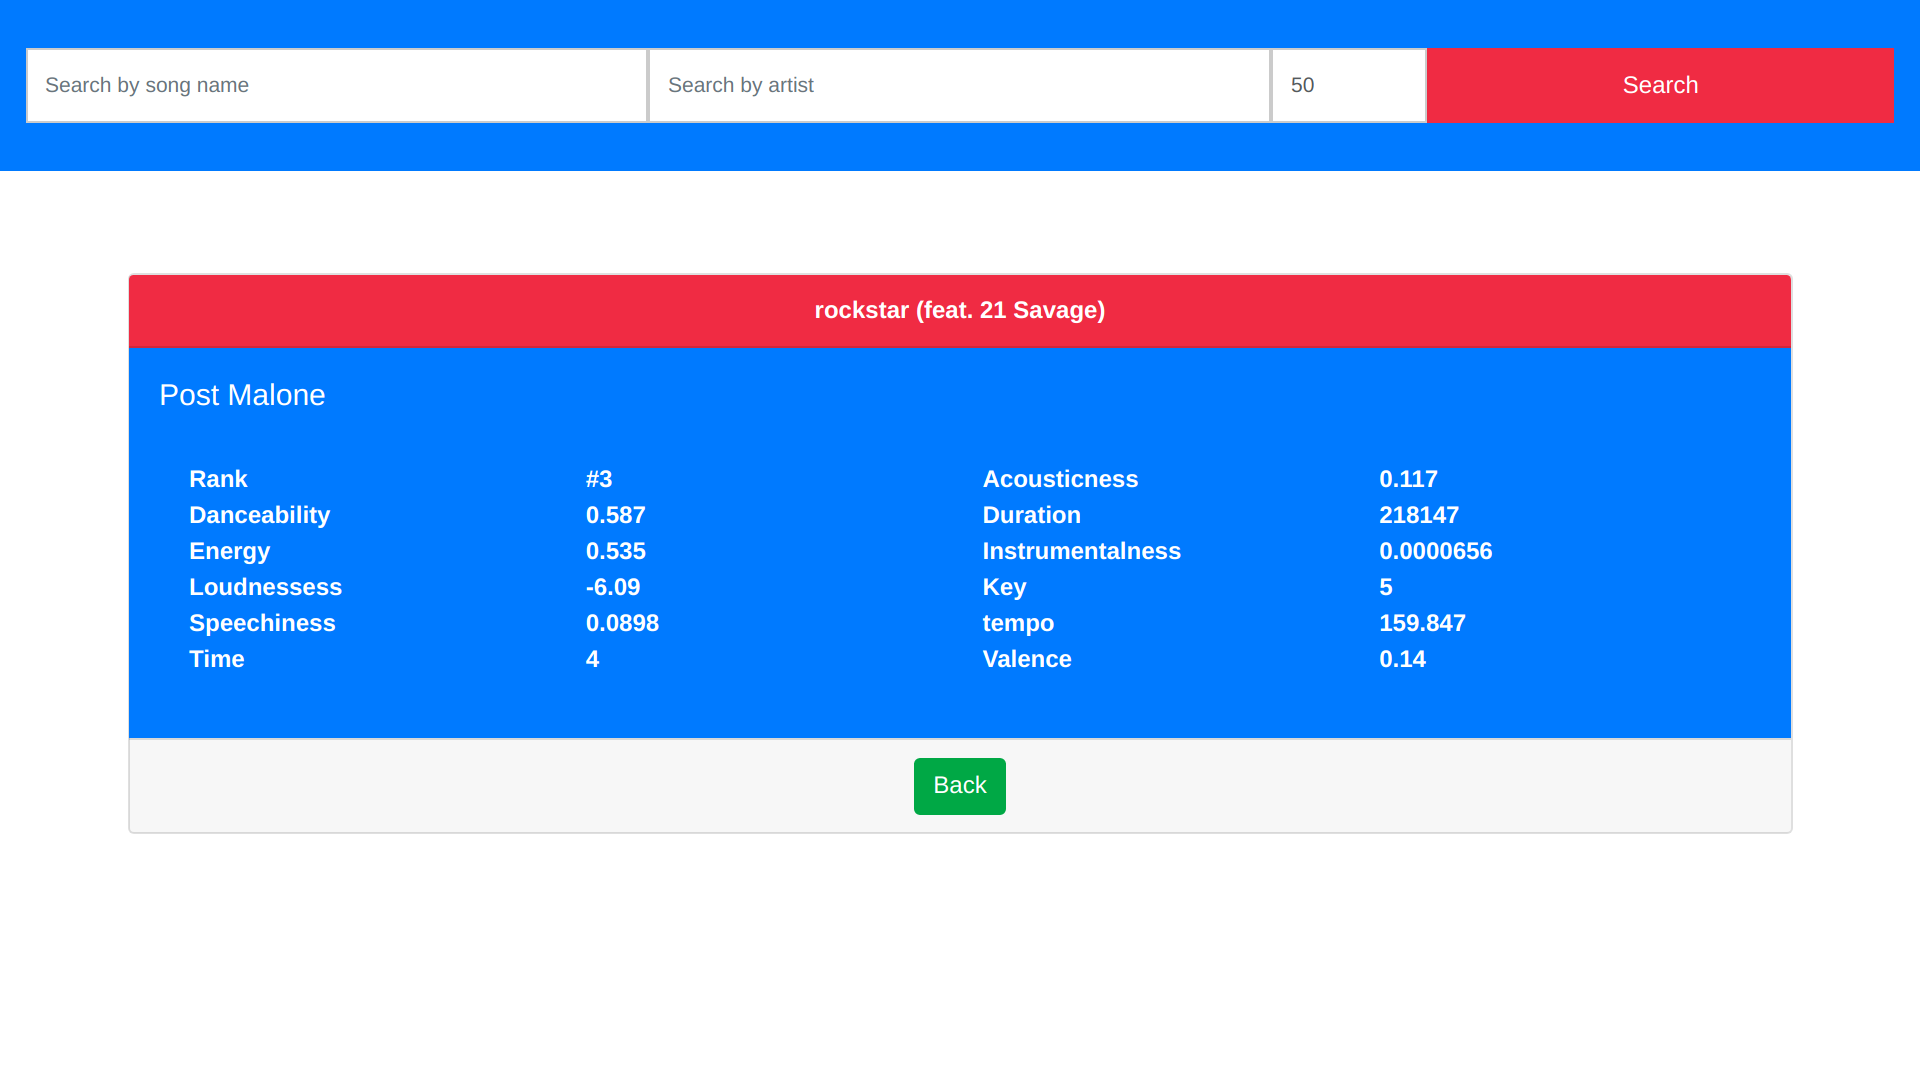 Search by song name Search by artist 50 Search
rockstar (feat. 21 Savage)
Post Malone
Rank #3 Acousticness 0.117
Danceability 0.587 Duration 218147
Energy 0.535 Instrumentalness 0.0000656
Loudnessess -6.09 Key 5
Speechiness 0.0898 tempo 159.847
Time 4 Valence 0.14
Back